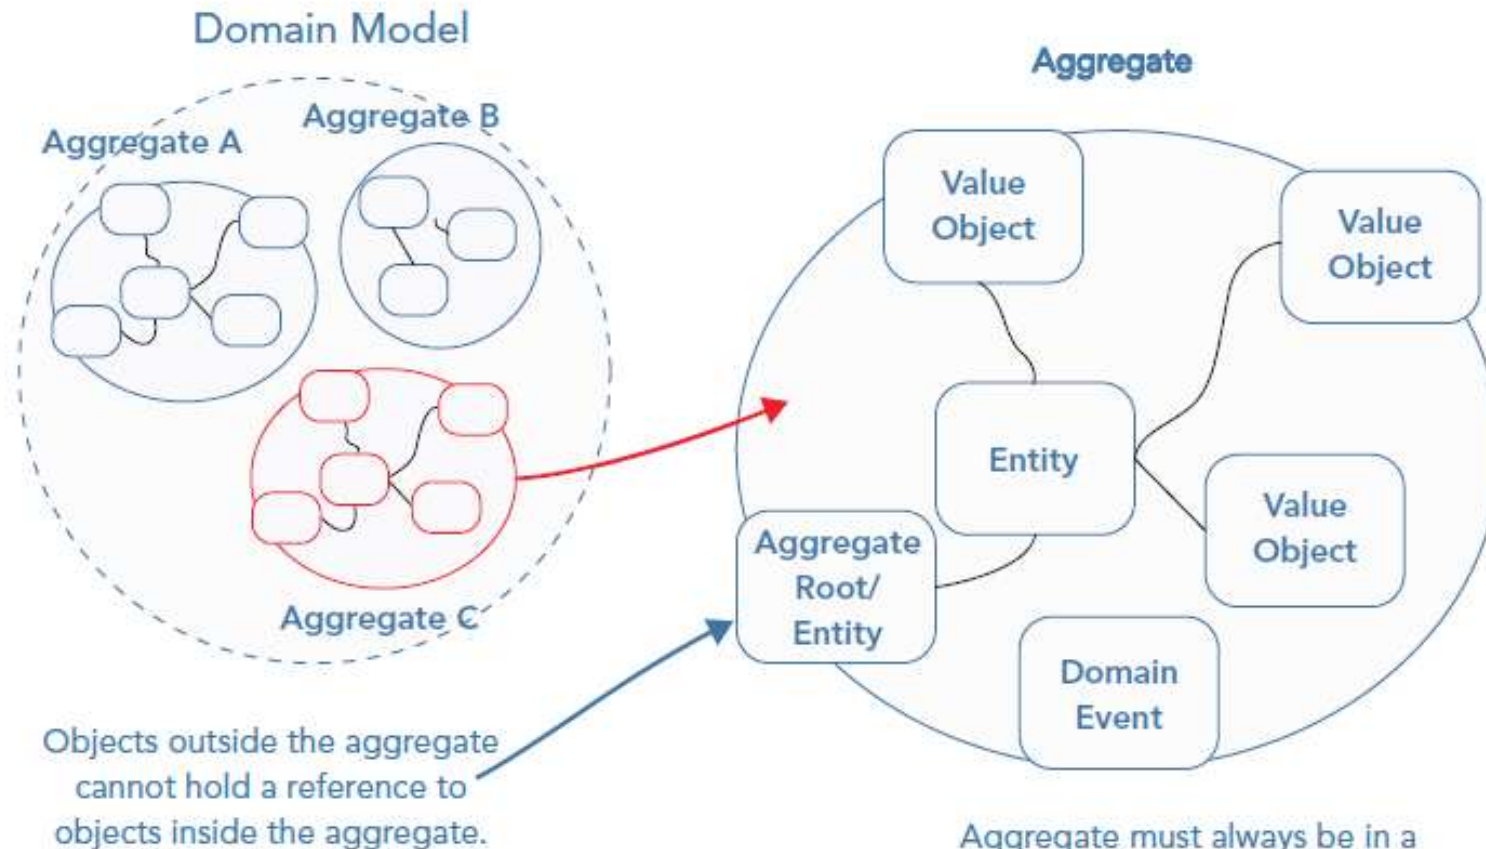 Domain Model
Aggregate A
Aggregate B
Aggregate C
Objects outside the aggregate
cannot hold a reference to
objects inside the aggregate.
Aggregate
Value
Object
Value
Object
Entity
Value
Object
Aggregate
Root/
Entity
Domain
Event
Aggregate must always be in a